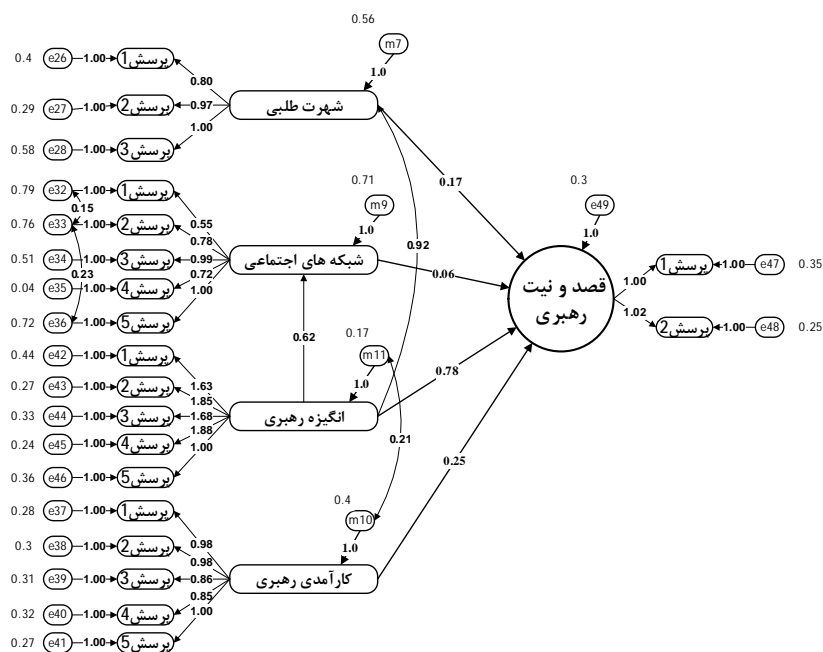 0.56
m7
1.0
0.4 e26 1.00 پرسش1
0.80
0.29 e27 1.00 پرسش2 0.97 شهرت طلبی
1.00
0.58 e28 1.00 پرسش3
0.17
0.79 e32 1.00 پرسش1
0.15
0.71
m9
1.0
0.76 e33 1.00 پرسش2
0.55
0.78
0.92
0.51 e34 1.00 پرسش3 0.99 شبکه های اجتماعی
0.06
0.23
0.04 e35 1.00 پرسش4 0.72
1.00
0.72 e36 1.00 پرسش5
0.3
e49
1.0
قصد و نیت
رهبری
1.00
پرسش1 1.00 e47 0.35
1.02
پرسش2 1.00 e48 0.25
0.62
0.17
m11
1.0
0.44 e42 1.00 پرسش1
1.63
0.27 e43 1.00 پرسش2
1.85
0.78
0.33 e44 1.00 پرسش3 1.68 انگیزه رهبری
0.24 e45 1.00 پرسش4 1.88
1.00
0.36 e46 1.00 پرسش5
0.21
0.25
0.4
m10
1.0
0.28 e37 1.00 پرسش1
0.98
0.3 e38 1.00 پرسش2
0.98
0.31 e39 1.00 پرسش3 0.86 کارآمدی رهبری
0.85
0.32 e40 1.00 پرسش4
1.00
0.27 e41 1.00 پرسش5